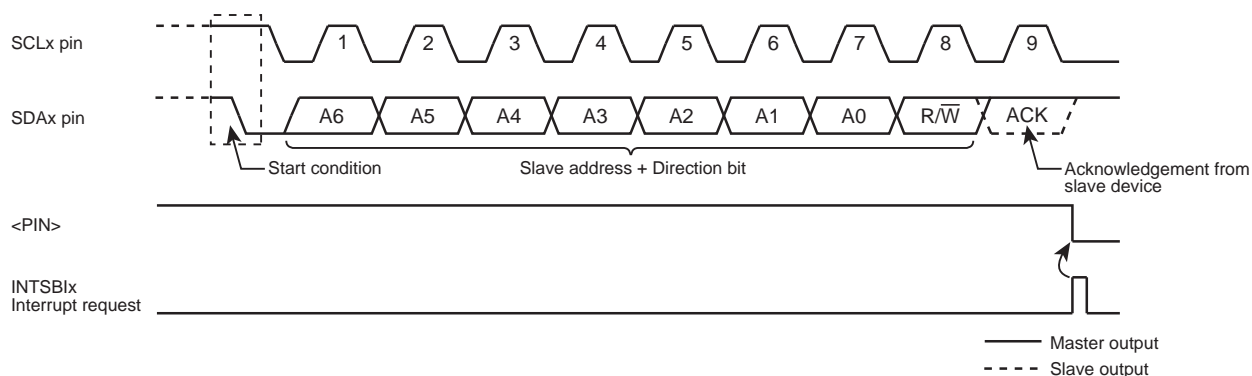 SCLx pin
1 2 3 4 5 6 7 8 9
SDAx pin
A6 A5 A4 A3 A2 A1 A0 R/W̅ ACK
Start condition
Slave address + Direction bit
Acknowledgement from
slave device
<PIN>
INTSBIx
Interrupt request
Master output
Slave output